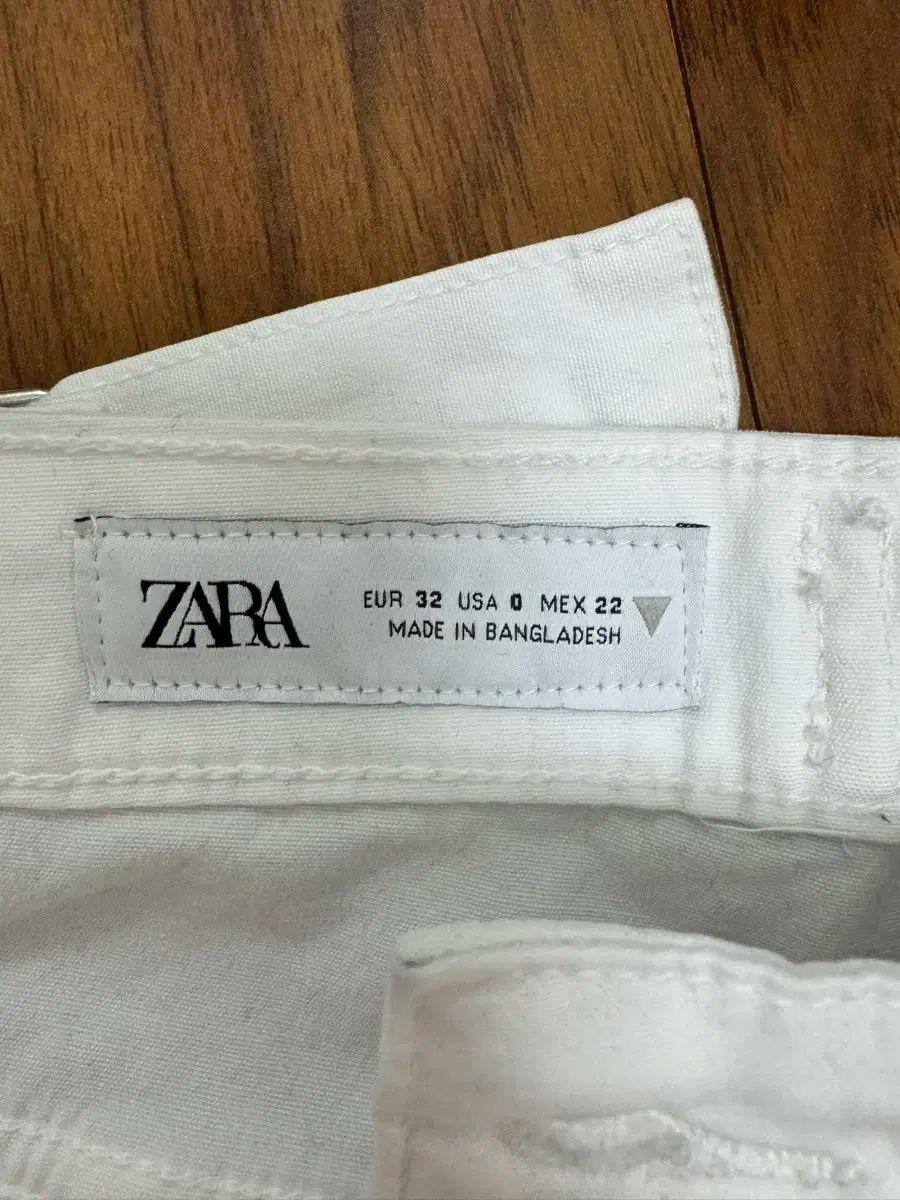 ZARA
EUR 32 USA 0 MEX 22
MADE IN BANGLADESH